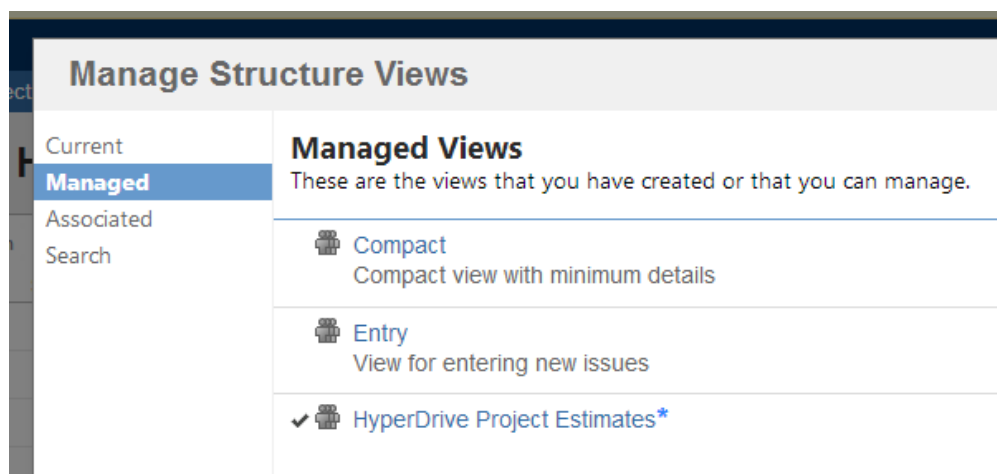 Manage Structure Views
ect
H
Current
Managed
Associated
Search
Managed Views
These are the views that you have created or that you can manage.
Compact
Compact view with minimum details
Entry
View for entering new issues
HyperDrive Project Estimates*